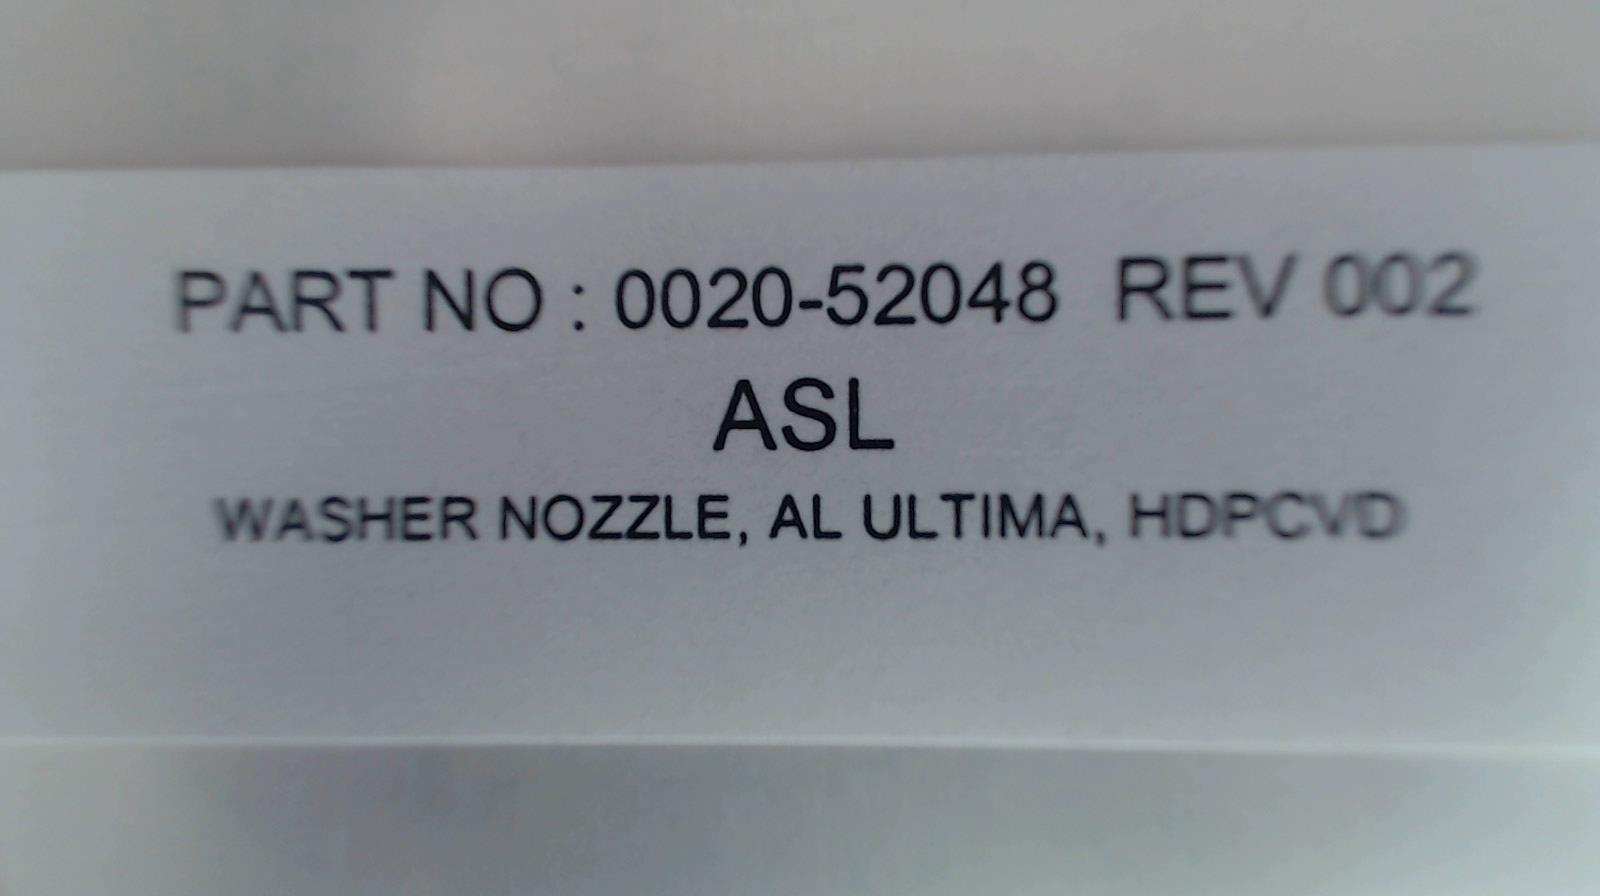 PART NO : 0020-52048 REV 002
ASL
WASHER NOZZLE, AL ULTIMA, HDPCVD